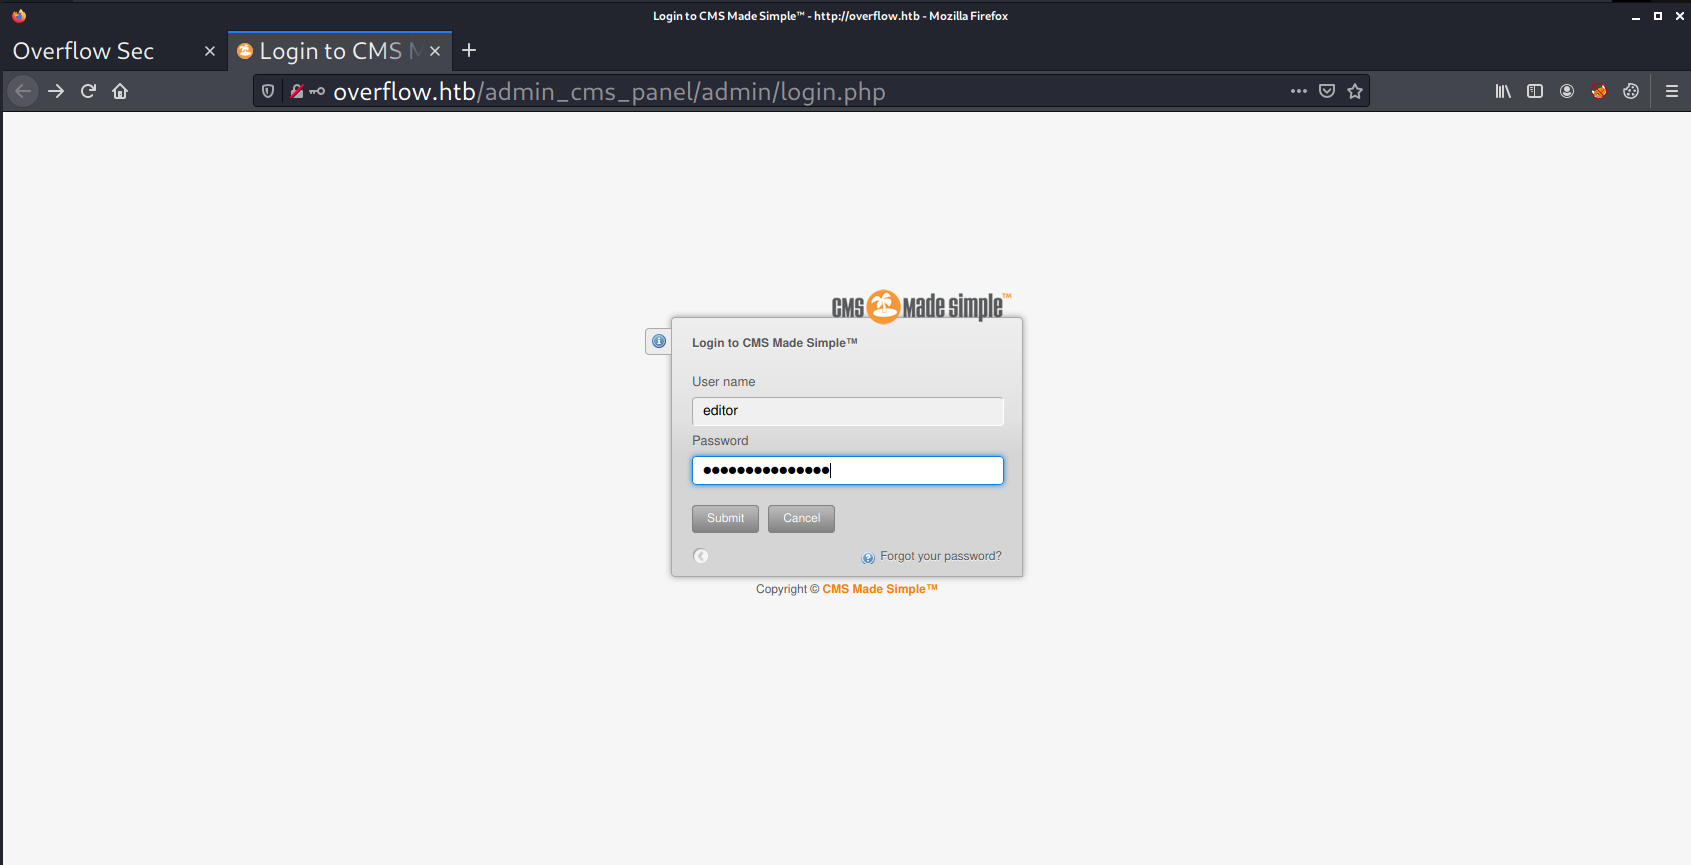 Login to CMS Made Simple™ - http://overflow.htb - Mozilla Firefox
Overflow Sec
Login to CMS M
overflow.htb/admin_cms_panel/admin/login.php
CMS Made Simple™
Login to CMS Made Simple™
User name
editor
Password
Submit Cancel
Forgot your password?
Copyright © CMS Made Simple™